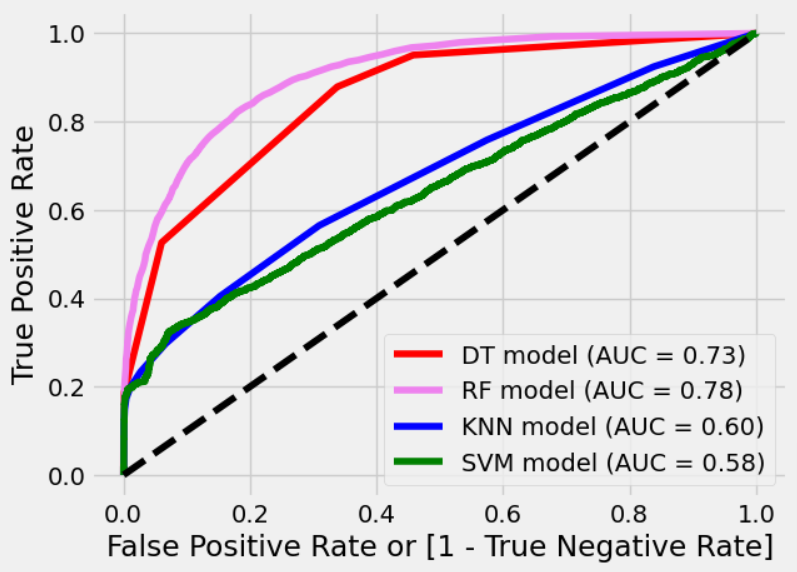 True Positive Rate
1.0
0.8
0.6
0.4
0.2
0.0
DT model (AUC = 0.73)
RF model (AUC = 0.78)
KNN model (AUC = 0.60)
SVM model (AUC = 0.58)
0.0 0.2 0.4 0.6 0.8 1.0
False Positive Rate or [1 - True Negative Rate]